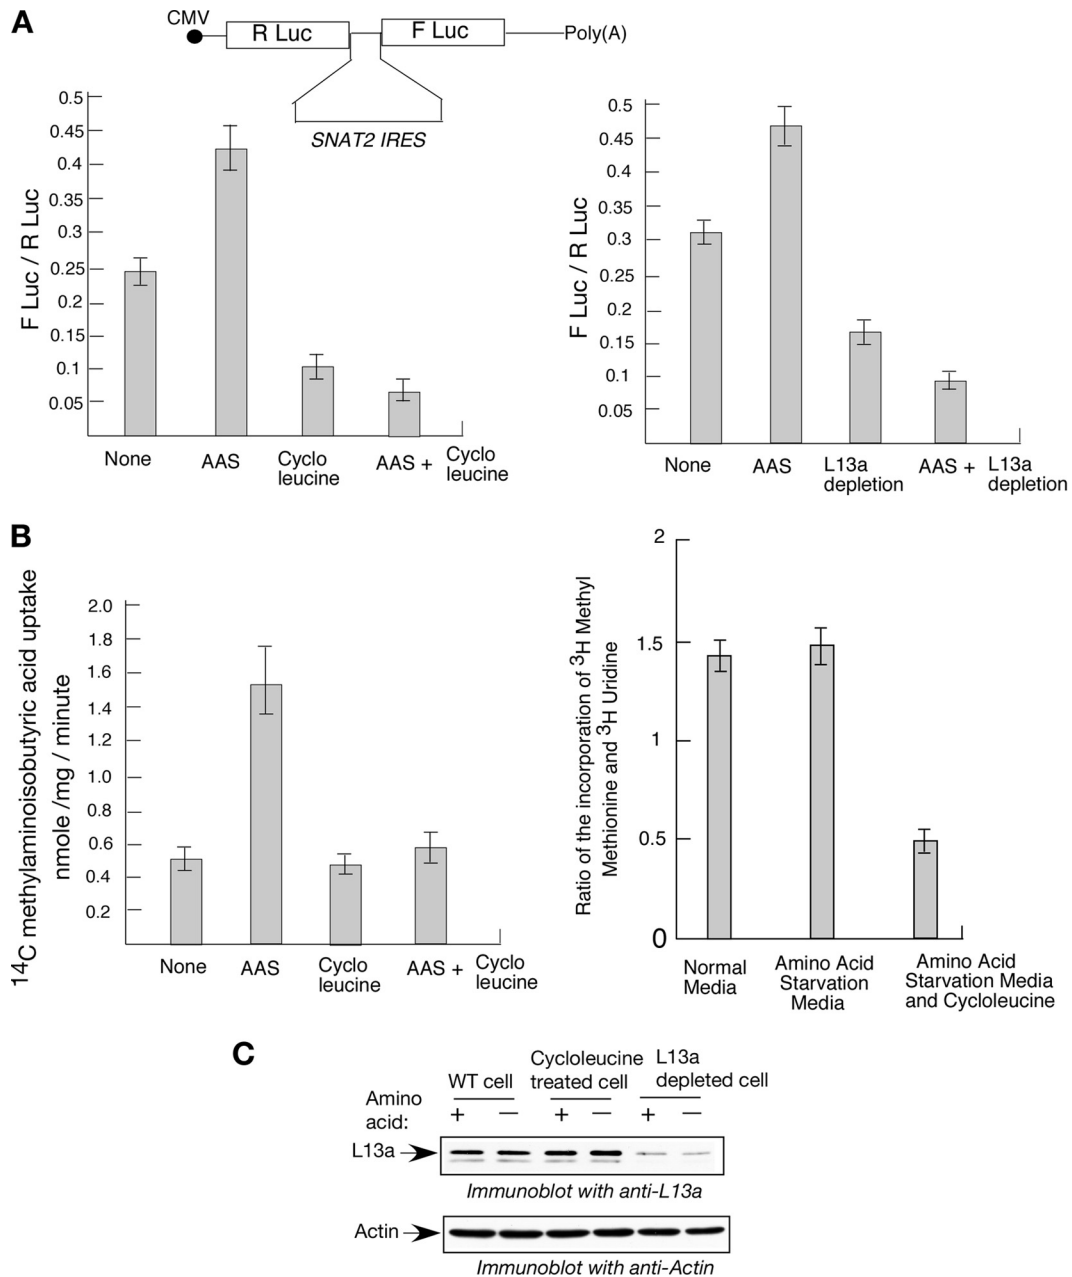 A
CMV
R Luc
F Luc
Poly(A)
SNAT2 IRES
F Luc / R Luc
0.5
0.45
0.4
0.35
0.3
0.25
0.2
0.15
0.1
0.05
None
AAS
Cyclo
leucine
AAS +
Cyclo
leucine
F Luc / R Luc
0.5
0.45
0.4
0.35
0.3
0.25
0.2
0.15
0.1
0.05
None
AAS
L13a
depletion
AAS +
L13a
depletion
B
14C methylaminoisobutyric acid uptake
nmole /mg / minute
2.0
1.8
1.6
1.4
1.2
1.0
0.8
0.6
0.4
0.2
None
AAS
Cyclo
leucine
AAS +
Cyclo
leucine
Ratio of the incorporation of 3H Methyl
Methionine and 3H Uridine
2
1.5
1
0.5
0
Normal
Media
Amino Acid
Starvation
Media
Amino Acid
Starvation Media
and Cycloleucine
C
WT cell
Cycloleucine
treated cell
L13a
depleted cell
Amino
acid:
+ — + — + —
L13a
Immunoblot with anti-L13a
Actin
Immunoblot with anti-Actin